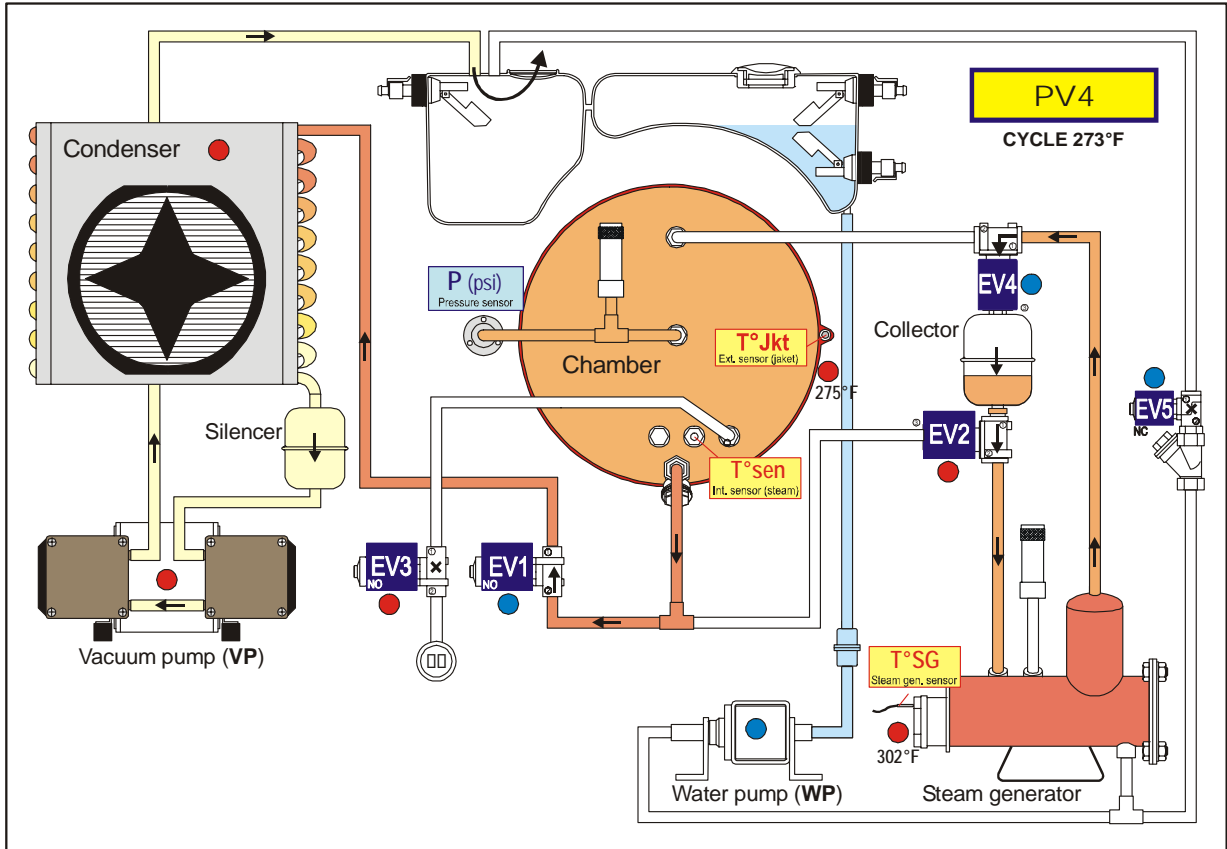 PV4
CYCLE 273°F
Condenser
P (psi)
Pressure sensor
EV4
Collector
T°Jkt
Ext. sensor (jaket)
275°F
Chamber
EV5
NC
Silencer
EV2
T°sen
Int. sensor (steam)
EV3
NO
EV1
NO
Vacuum pump (VP)
T°SG
Steam gen. sensor
302°F
Water pump (WP)
Steam generator